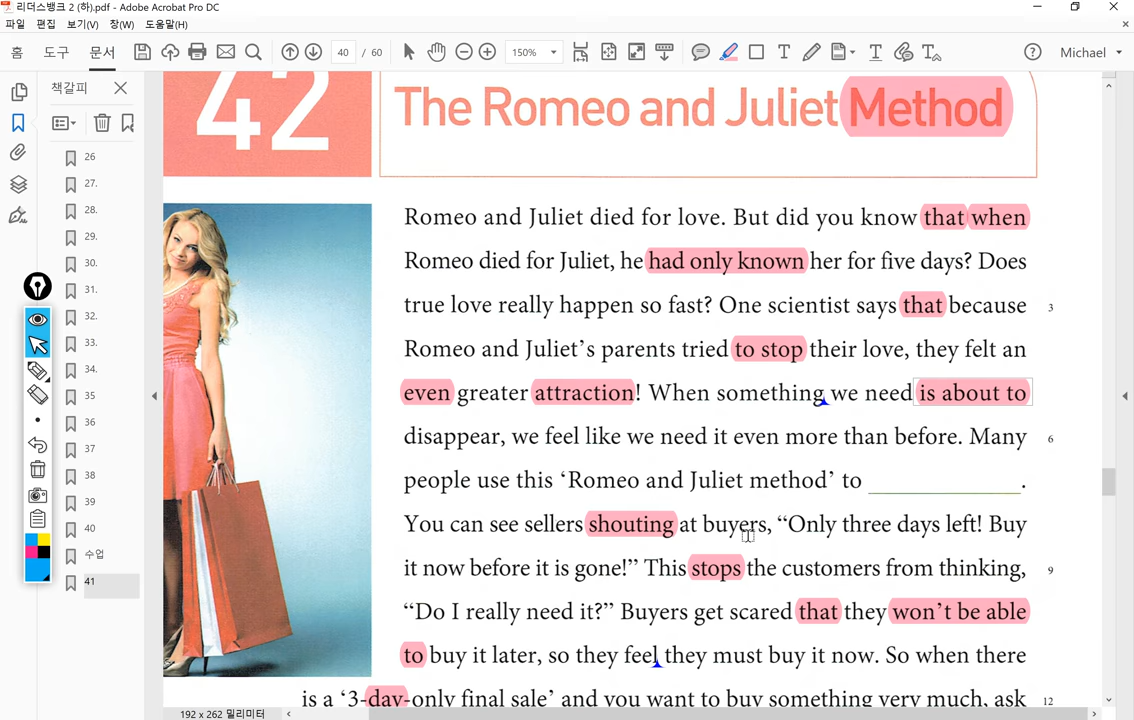 리더스뱅크 2 (하).pdf - Adobe Acrobat Pro DC
파일 편집 보기(V) 창(W) 도움말(H)
홈 도구 문서 40 / 60 150% Michael
책갈피
26
27.
28.
29.
30.
31.
32.
33.
34.
35
36
37
38
39
40
수업
41
42
The Romeo and Juliet Method
Romeo and Juliet died for love. But did you know that when
Romeo died for Juliet, he had only known her for five days? Does
true love really happen so fast? One scientist says that because 3
Romeo and Juliet's parents tried to stop their love, they felt an
even greater attraction! When something we need is about to
disappear, we feel like we need it even more than before. Many 6
people use this ‘Romeo and Juliet method’ to ____________.
You can see sellers shouting at buyers, “Only three days left! Buy
it now before it is gone!” This stops the customers from thinking, 9
“Do I really need it?” Buyers get scared that they won't be able
to buy it later, so they feel they must buy it now. So when there
is a ‘3-day-only final sale’ and you want to buy something very much, ask 12
192 x 262 밀리미터